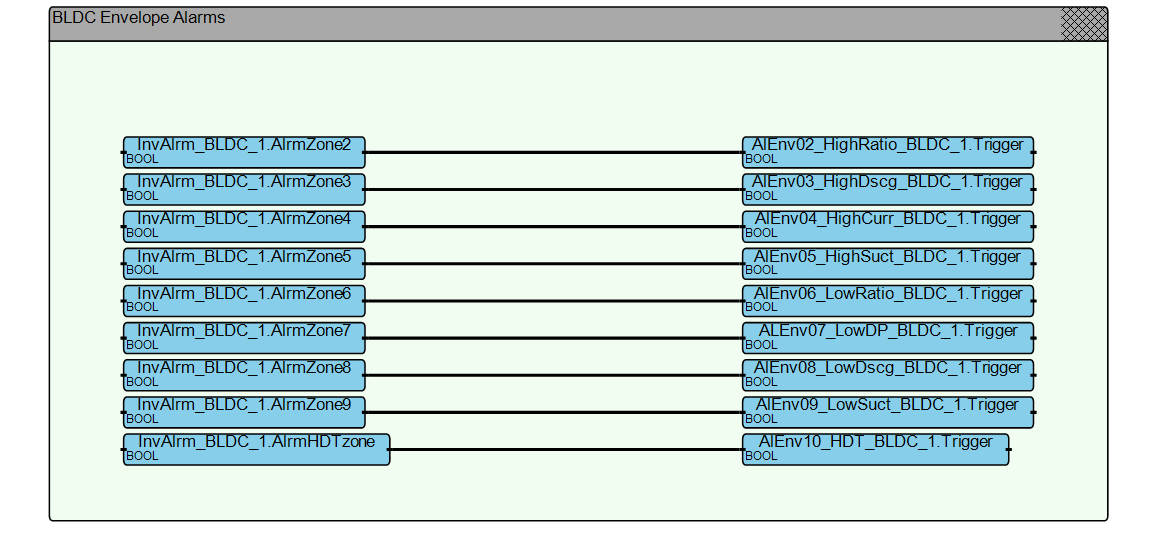 BLDC Envelope Alarms
InvAlrm_BLDC_1.AlrmZone2 AlEnv02_HighRatio_BLDC_1.Trigger
BOOL BOOL
InvAlrm_BLDC_1.AlrmZone3 AlEnv03_HighDscg_BLDC_1.Trigger
BOOL BOOL
InvAlrm_BLDC_1.AlrmZone4 AlEnv04_HighCurr_BLDC_1.Trigger
BOOL BOOL
InvAlrm_BLDC_1.AlrmZone5 AlEnv05_HighSuct_BLDC_1.Trigger
BOOL BOOL
InvAlrm_BLDC_1.AlrmZone6 AlEnv06_LowRatio_BLDC_1.Trigger
BOOL BOOL
InvAlrm_BLDC_1.AlrmZone7 ALEnv07_LowDP_BLDC_1.Trigger
BOOL BOOL
InvAlrm_BLDC_1.AlrmZone8 AlEnv08_LowDscg_BLDC_1.Trigger
BOOL BOOL
InvAlrm_BLDC_1.AlrmZone9 AlEnv09_LowSuct_BLDC_1.Trigger
BOOL BOOL
InvAlrm_BLDC_1.AlrmHDTzone AlEnv10_HDT_BLDC_1.Trigger
BOOL BOOL